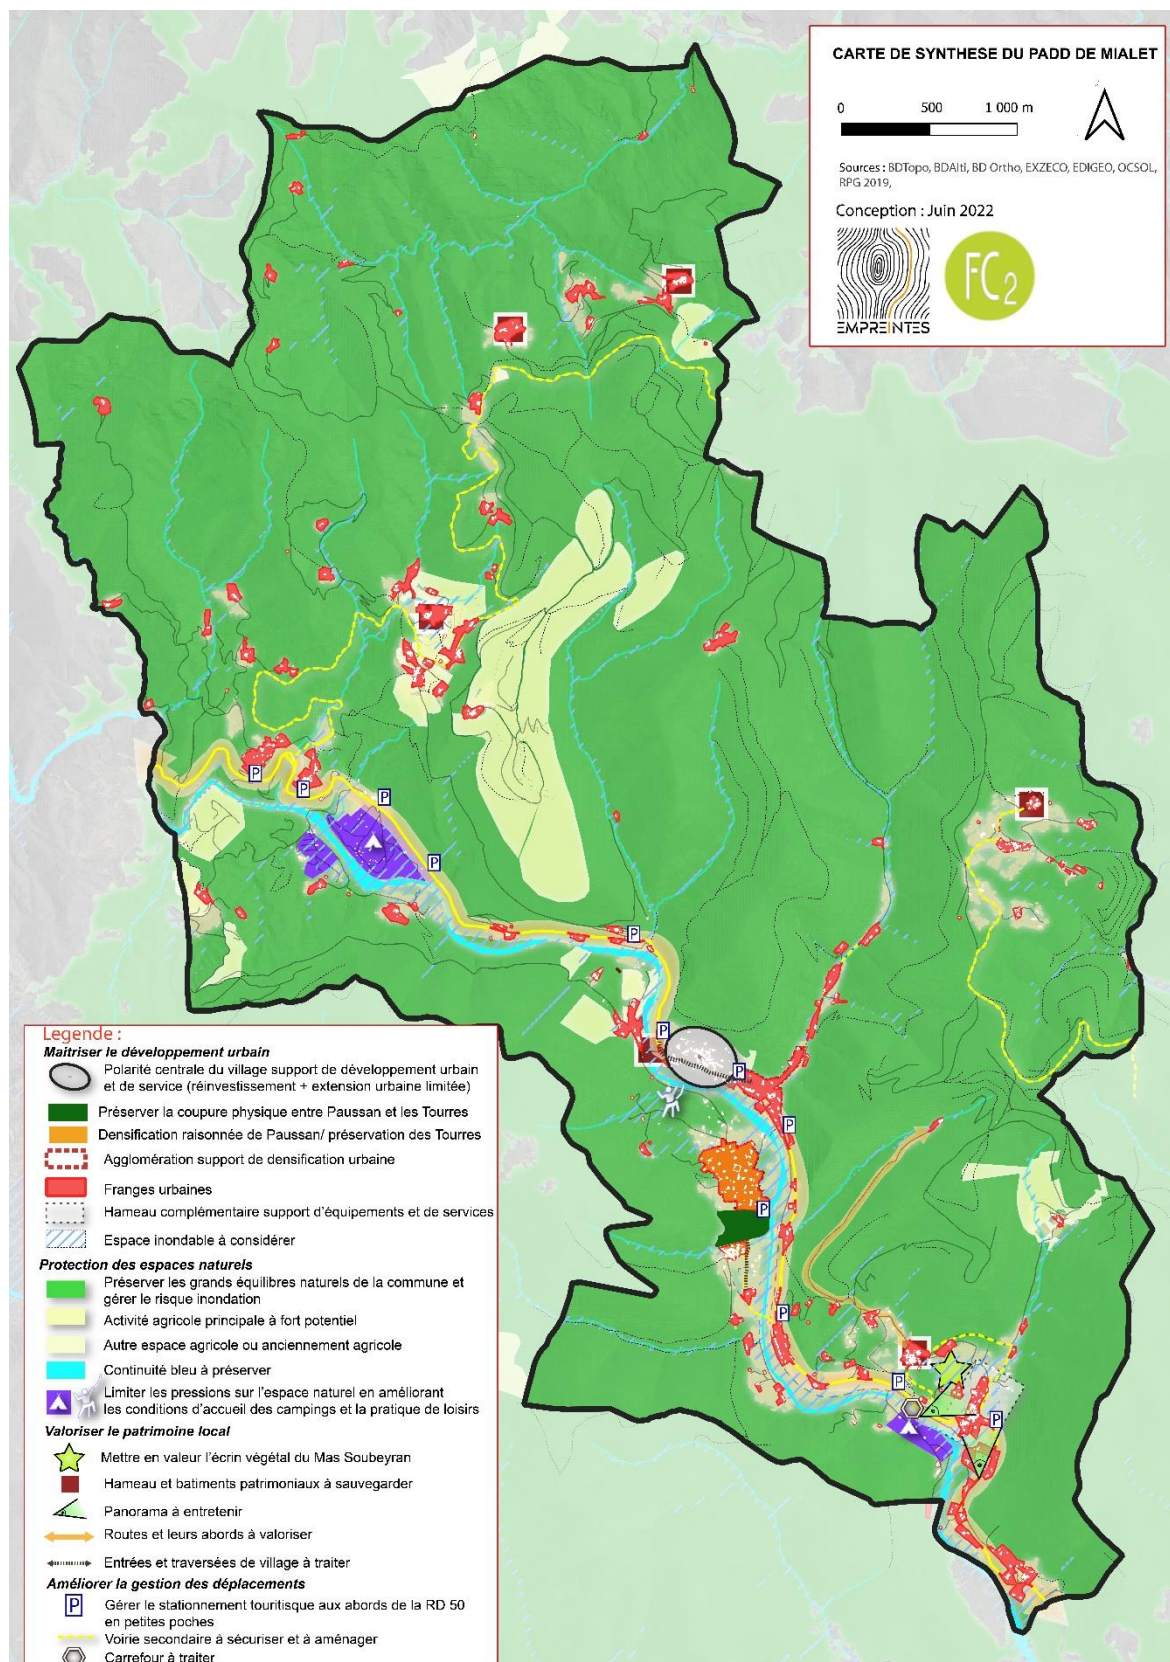 CARTE DE SYNTHESE DU PADD DE MIALET
0 500 1 000 m
Sources : BDTopo, BDAlti, BD Ortho, EXZECO, EDIGEO, OCSOL,
RPG 2019,
Conception : Juin 2022
EMPREINTES
FC2
P
P
P
P
P
P
P
P
P
P
P
P
Legende :
Maitriser le développement urbain
Polarité centrale du village support de développement urbain
et de service (réinvestissement + extension urbaine limitée)
Préserver la coupure physique entre Paussan et les Tourres
Densification raisonnée de Paussan/ préservation des Tourres
Agglomération support de densification urbaine
Franges urbaines
Hameau complémentaire support d'équipements et de services
Espace inondable à considérer
Protection des espaces naturels
Préserver les grands équilibres naturels de la commune et
gérer le risque inondation
Activité agricole principale à fort potentiel
Autre espace agricole ou anciennement agricole
Continuité bleu à préserver
Limiter les pressions sur l'espace naturel en améliorant
les conditions d'accueil des campings et la pratique de loisirs
Valoriser le patrimoine local
Mettre en valeur l'écrin végétal du Mas Soubeyran
Hameau et batiments patrimoniaux à sauvegarder
Panorama à entretenir
Routes et leurs abords à valoriser
Entrées et traversées de village à traiter
Améliorer la gestion des déplacements
P Gérer le stationnement touritisque aux abords de la RD 50
en petites poches
Voirie secondaire à sécuriser et à aménager
Carrefour à traiter